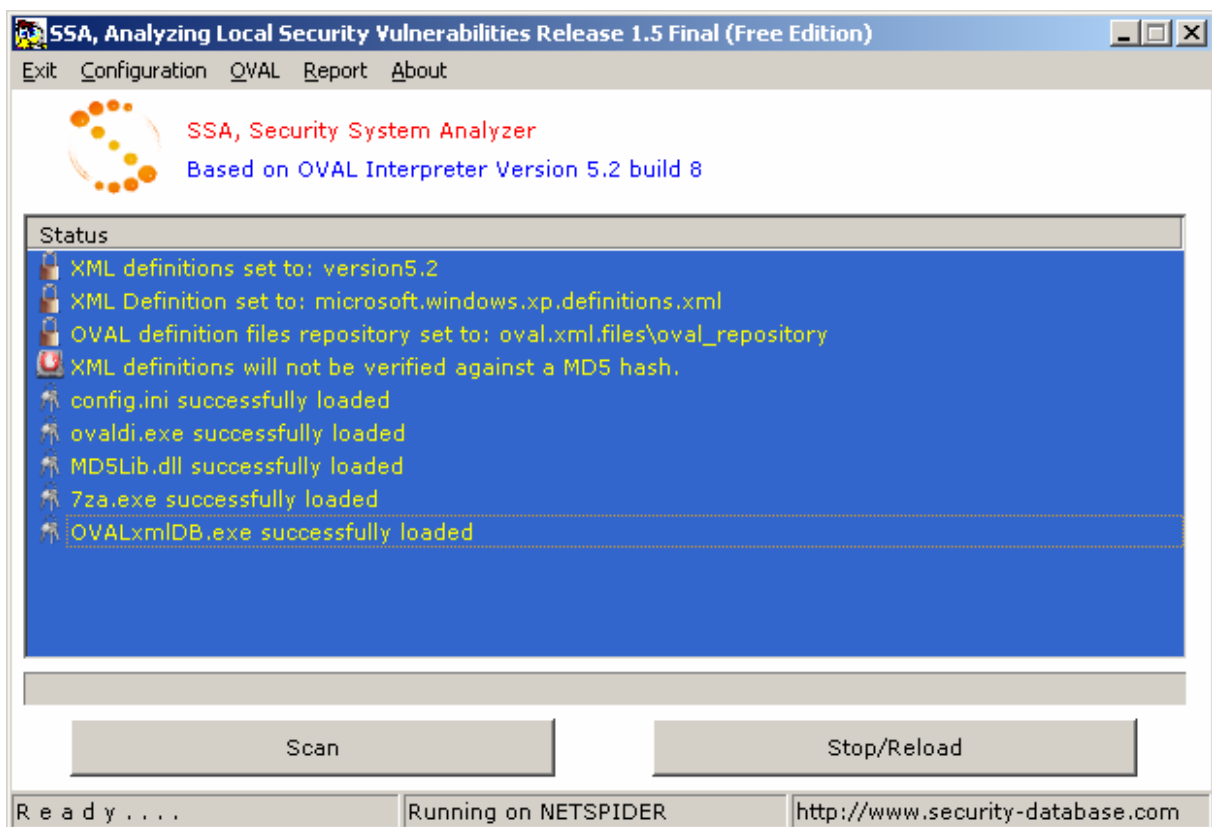 SSA, Analyzing Local Security Vulnerabilities Release 1.5 Final (Free Edition)
Exit Configuration OVAL Report About
SSA, Security System Analyzer
Based on OVAL Interpreter Version 5.2 build 8
Status
XML definitions set to: version5.2
XML Definition set to: microsoft.windows.xp.definitions.xml
OVAL definition files repository set to: oval.xml.files\oval_repository
XML definitions will not be verified against a MD5 hash.
config.ini successfully loaded
ovaldi.exe successfully loaded
MD5Lib.dll successfully loaded
7za.exe successfully loaded
OVALxmlDB.exe successfully loaded
Scan Stop/Reload
R e a d y . . . . Running on NETSPIDER http://www.security-database.com